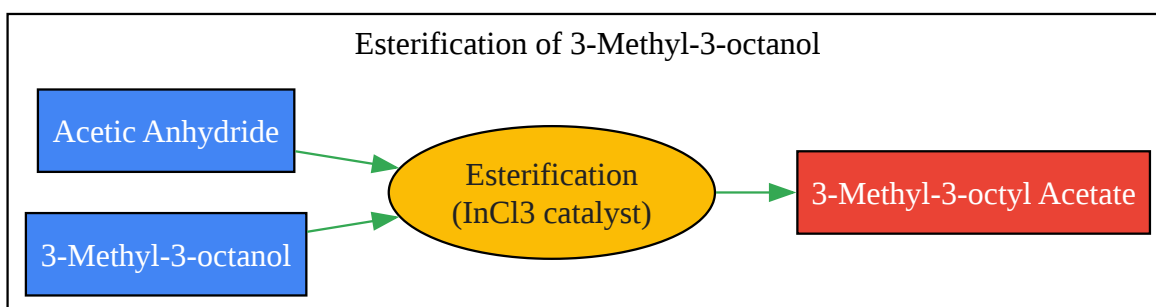 Esterification of 3-Methyl-3-octanol
Acetic Anhydride
3-Methyl-3-octanol
Esterification
(InCl3 catalyst)
3-Methyl-3-octyl Acetate